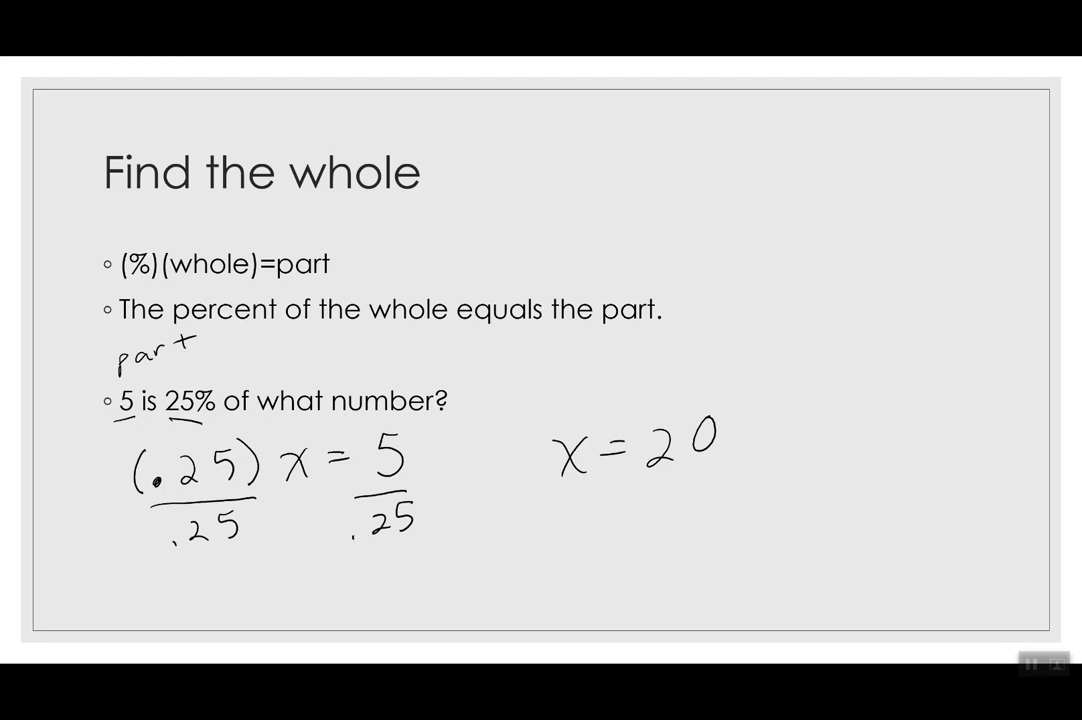 Find the whole
◦ (%)(whole)=part
◦ The percent of the whole equals the part.
part
◦ 5 is 25% of what number?
(.25) x = 5
.25 .25
x = 20